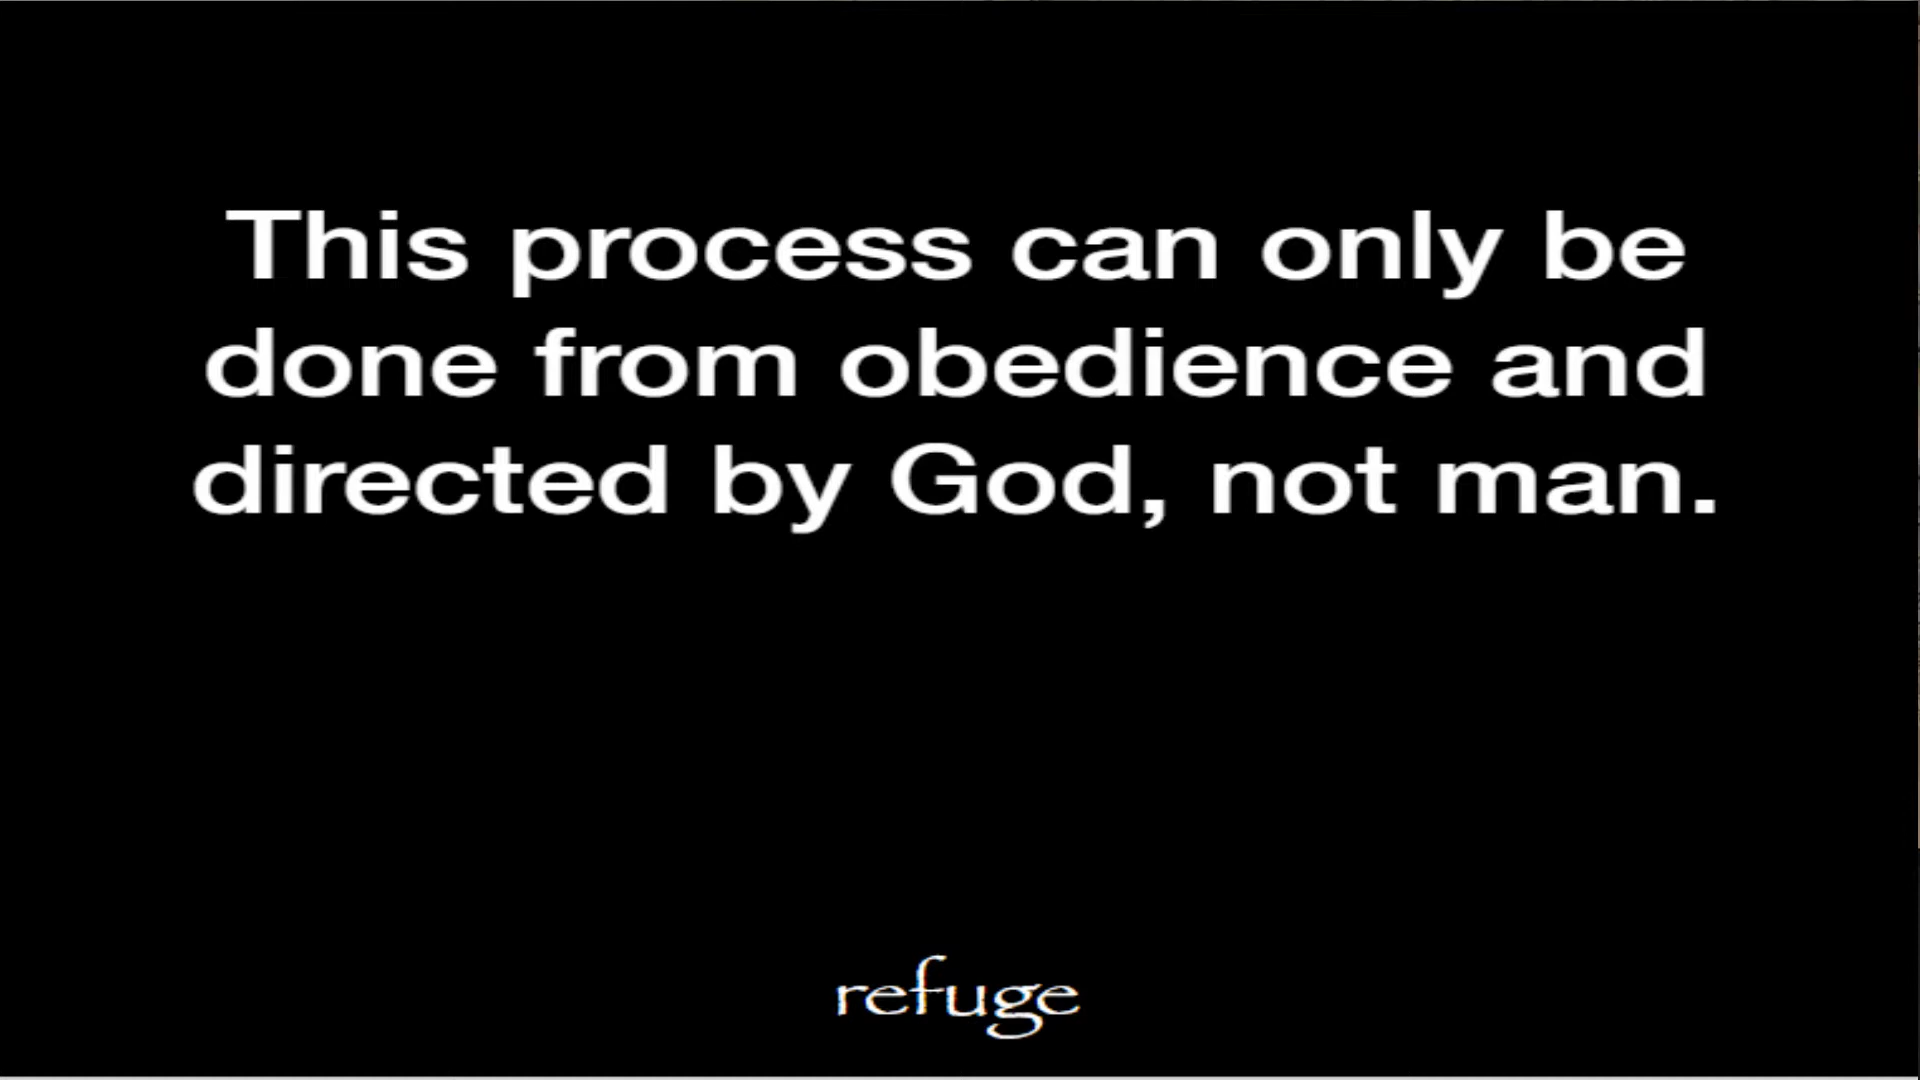 This process can only be
done from obedience and
directed by God, not man.
refuge